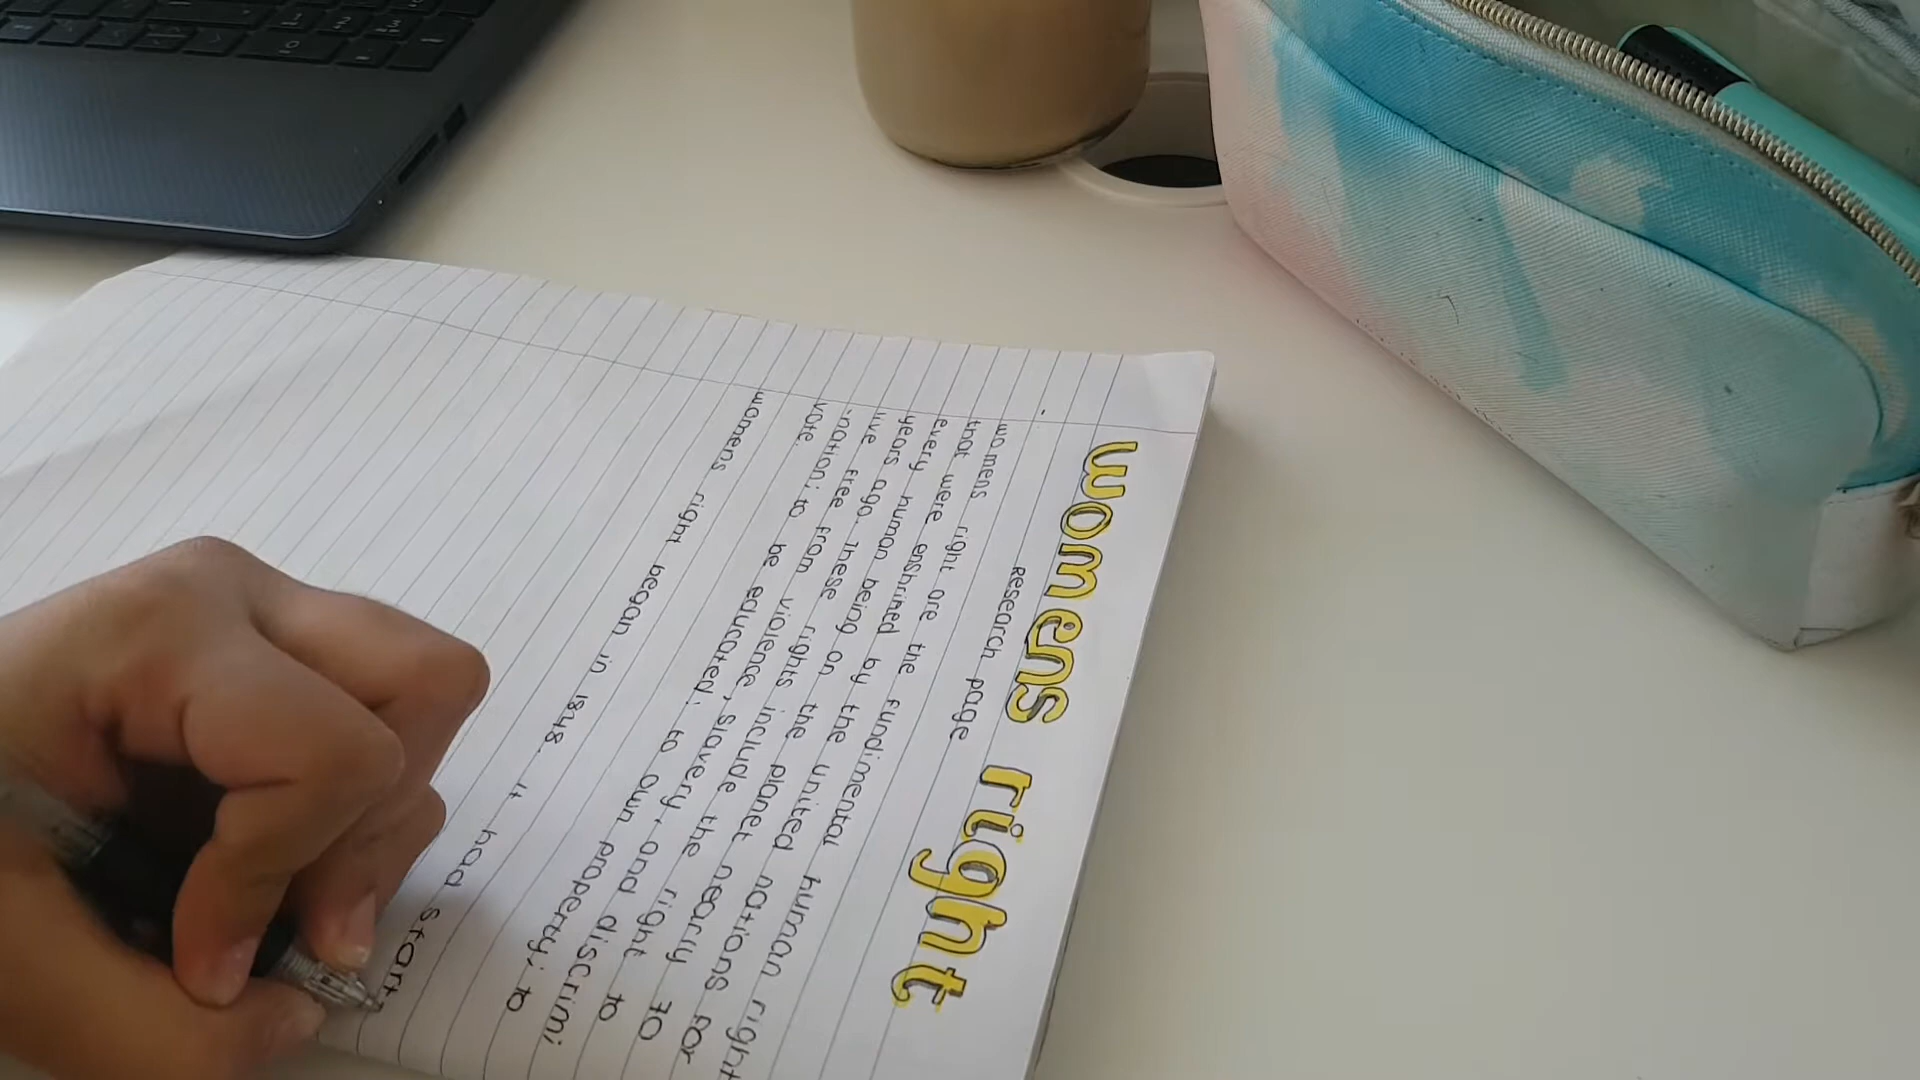 womens right
Research page
womens right are the fundimental human right
that were enshrined by the united nations for
every human being on the planet nearly 70
years ago. These rights include the right to
live free from violence, slavery, and discrimi
-nation; to be educated; to own property; to
vote
womens right began in 1848. it had start